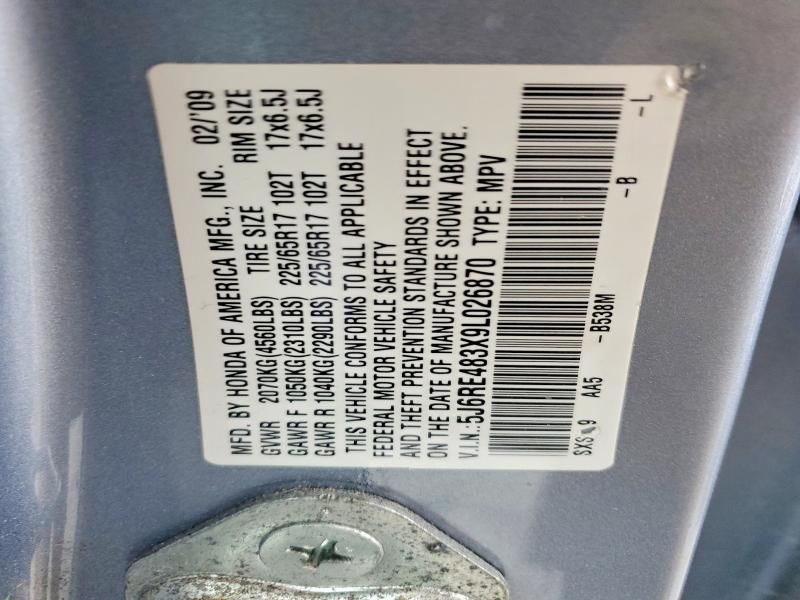 MFD. BY HONDA OF AMERICA MFG., INC. 02/'09
GVWR 2070KG(4560LBS) TIRE SIZE RIM SIZE
GAWR F 1050KG(2310LBS) 225/65R17 102T 17x6.5J
GAWR R 1040KG(2290LBS) 225/65R17 102T 17x6.5J
THIS VEHICLE CONFORMS TO ALL APPLICABLE
FEDERAL MOTOR VEHICLE SAFETY
AND THEFT PREVENTION STANDARDS IN EFFECT
ON THE DATE OF MANUFACTURE SHOWN ABOVE.
V.I.N.:5J6RE483X9L026870 TYPE: MPV
AA5
-B538M -B -L